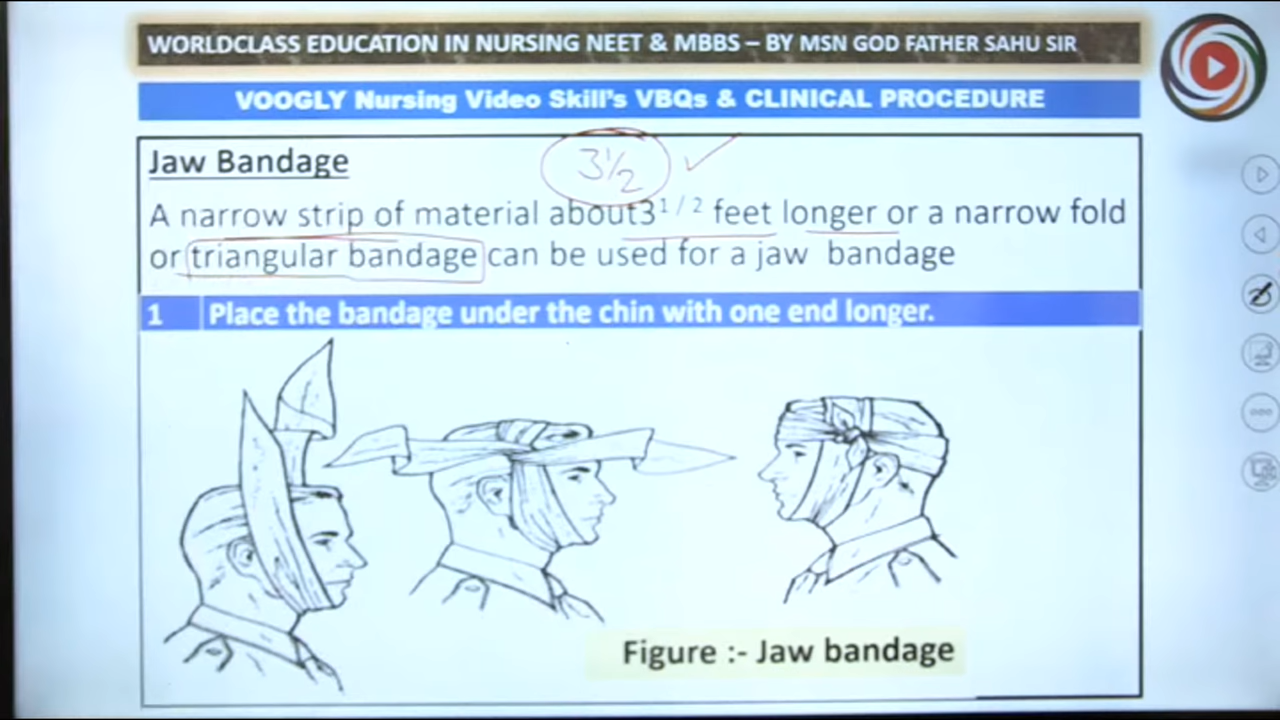 WORLDCLASS EDUCATION IN NURSING NEET & MBBS – BY MSN GOD FATHER SAHU SIR
VOOGLY Nursing Video Skill's VBQs & CLINICAL PROCEDURE
Jaw Bandage
3½
A narrow strip of material about3¹/² feet longer or a narrow fold
or triangular bandage can be used for a jaw bandage
1 Place the bandage under the chin with one end longer.
Figure :- Jaw bandage